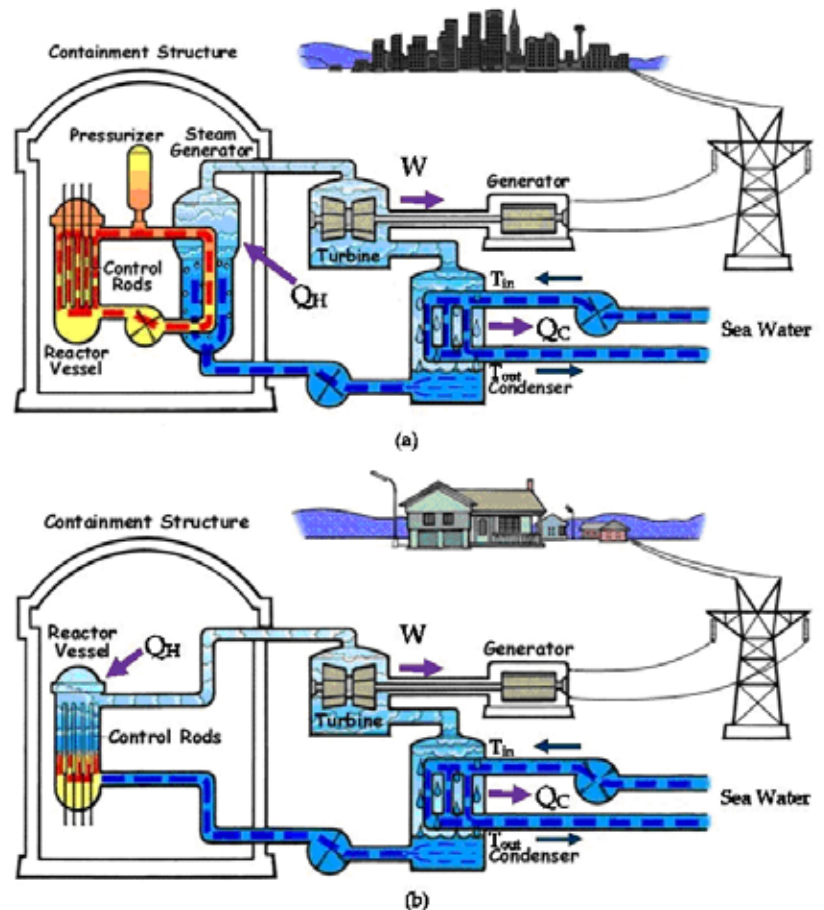 Containment Structure
Pressurizer
Steam
Generator
W
Generator
Turbine
Control
Rods
QH
Tin
QC
Sea Water
Reactor
Vessel
Tout
Condenser
(a)
Containment Structure
Reactor
Vessel
QH
W
Generator
Turbine
Control Rods
Tin
QC
Sea Water
Tout
Condenser
(b)